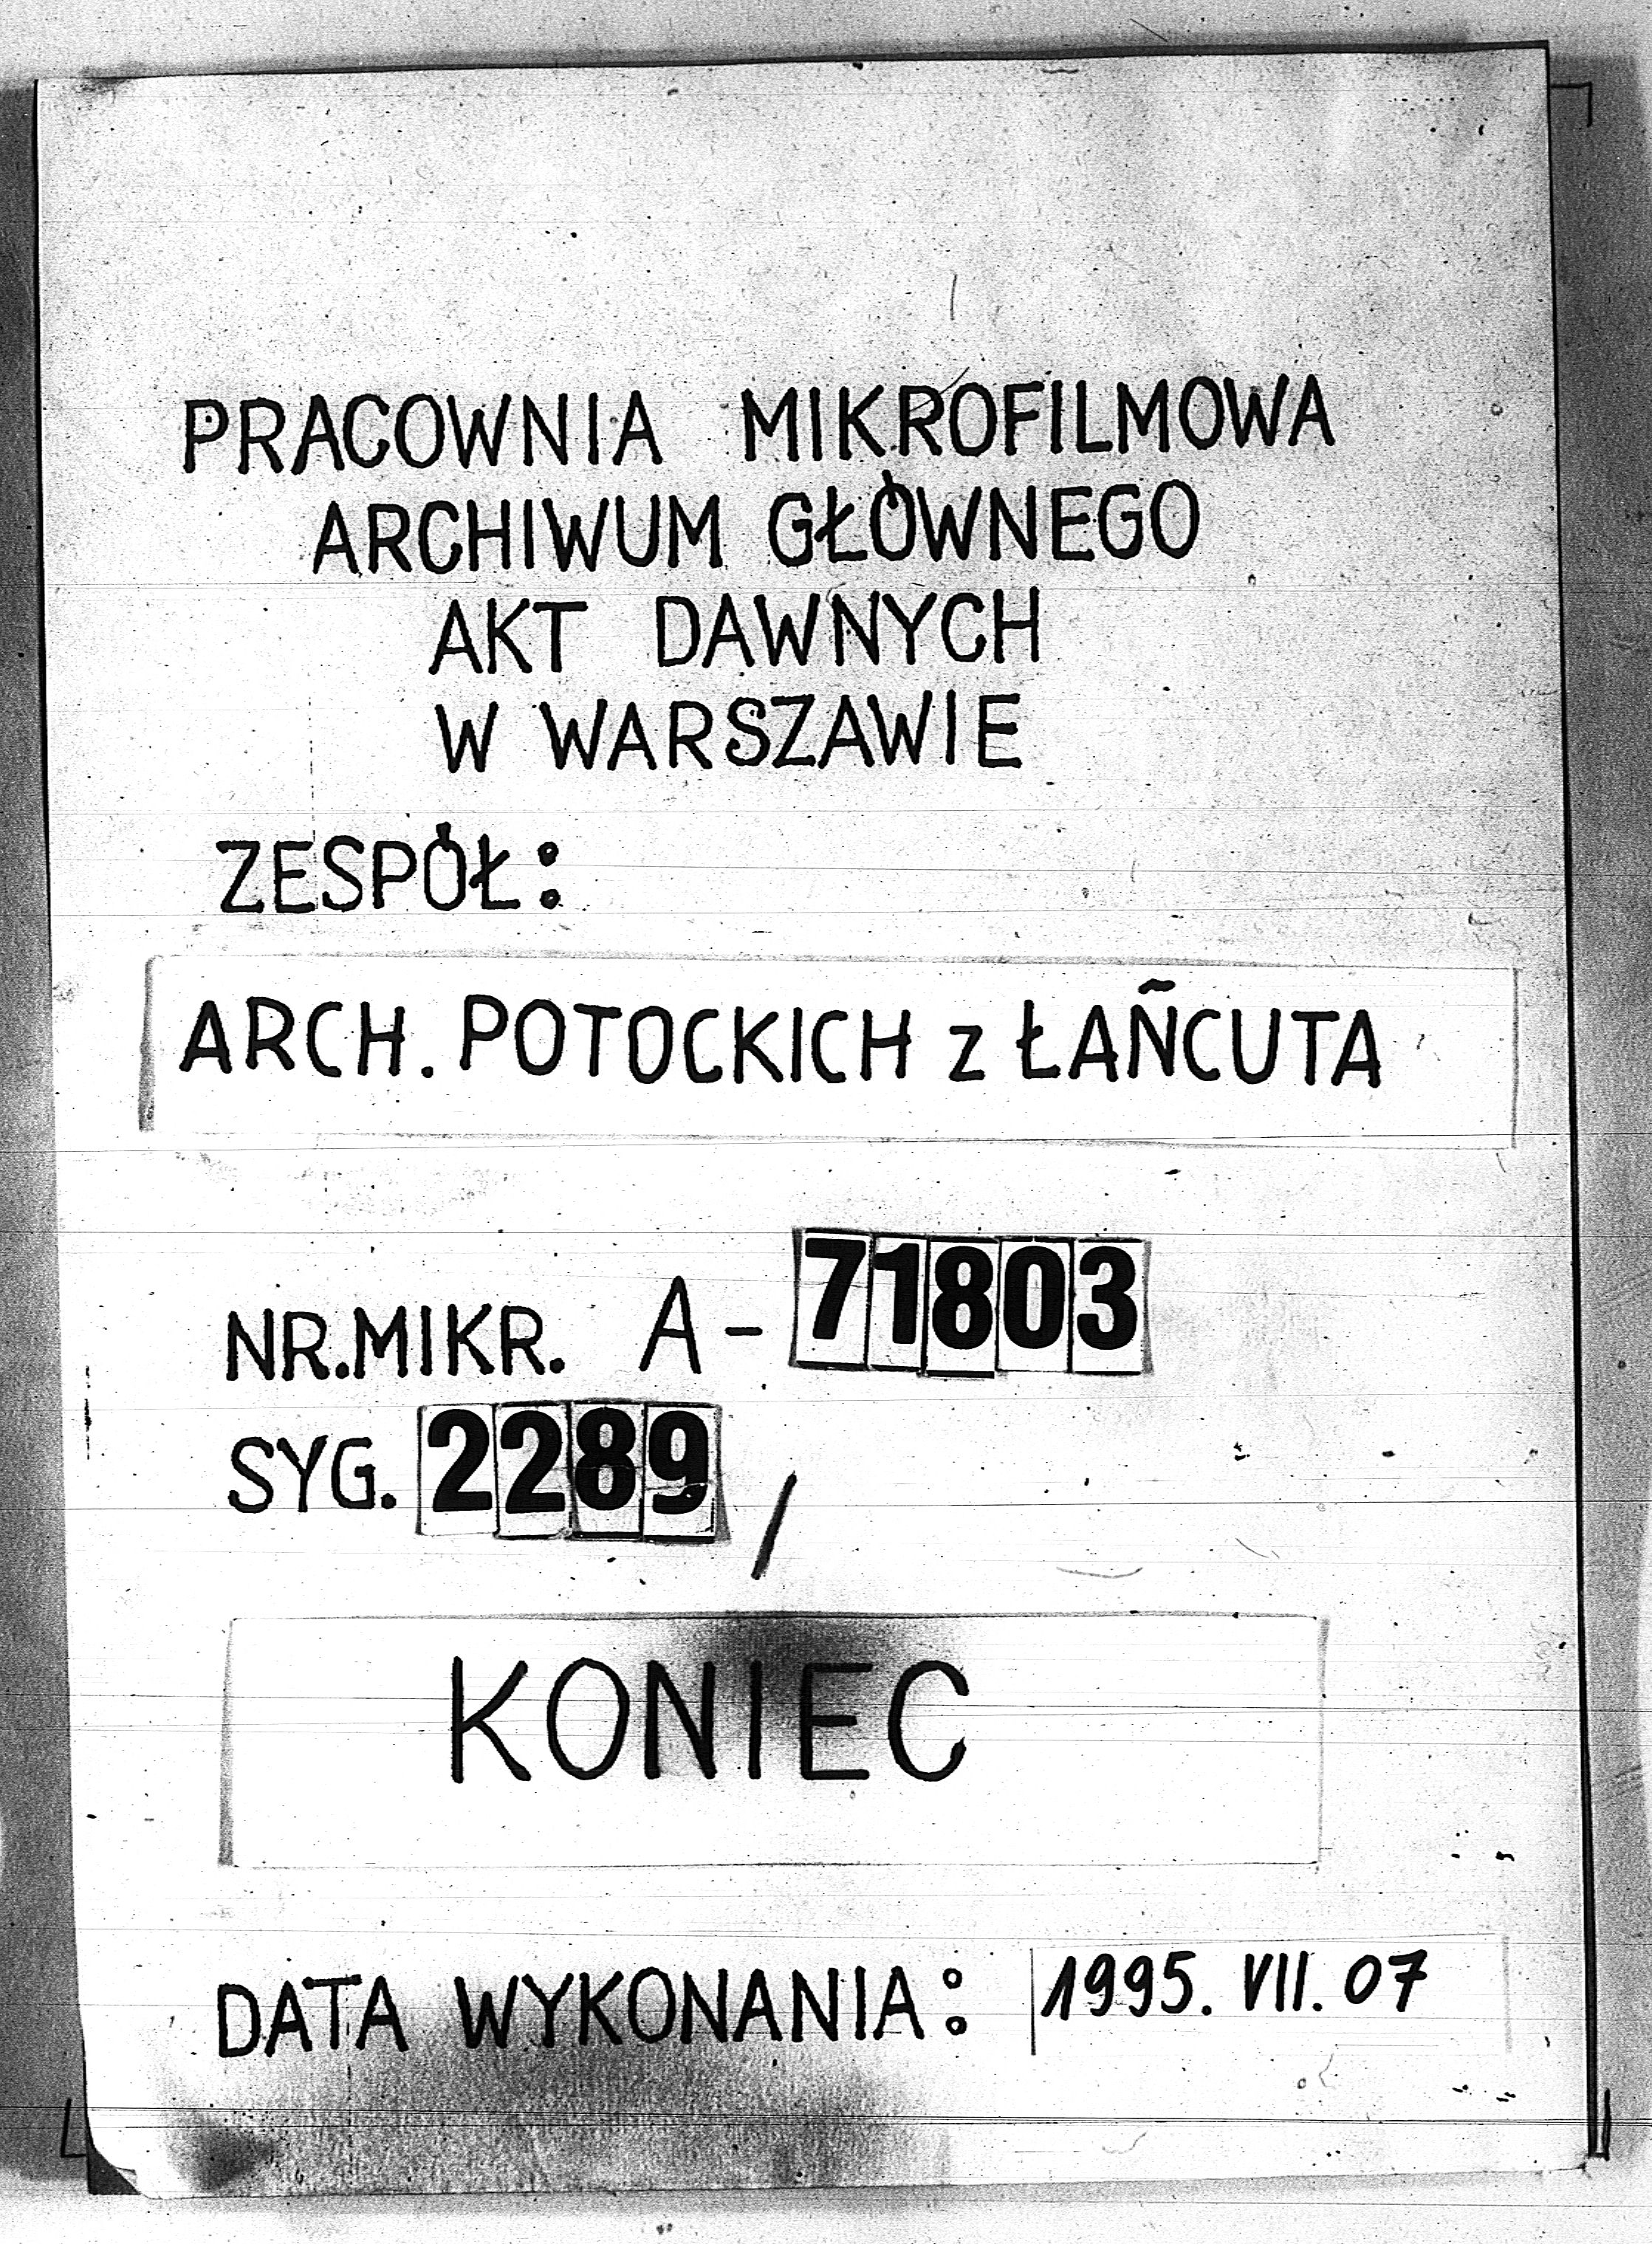 PRACOWNIA MIKROFILMOWA
ARCHIWUM GŁÓWNEGO
AKT DAWNYCH
W WARSZAWIE
ZESPÓŁ:
ARCH. POTOCKICH z ŁAŃCUTA
NR.MIKR. A-71803
SYG. 2289/
KONIEC
DATA WYKONANIA: 1995. VII. 07